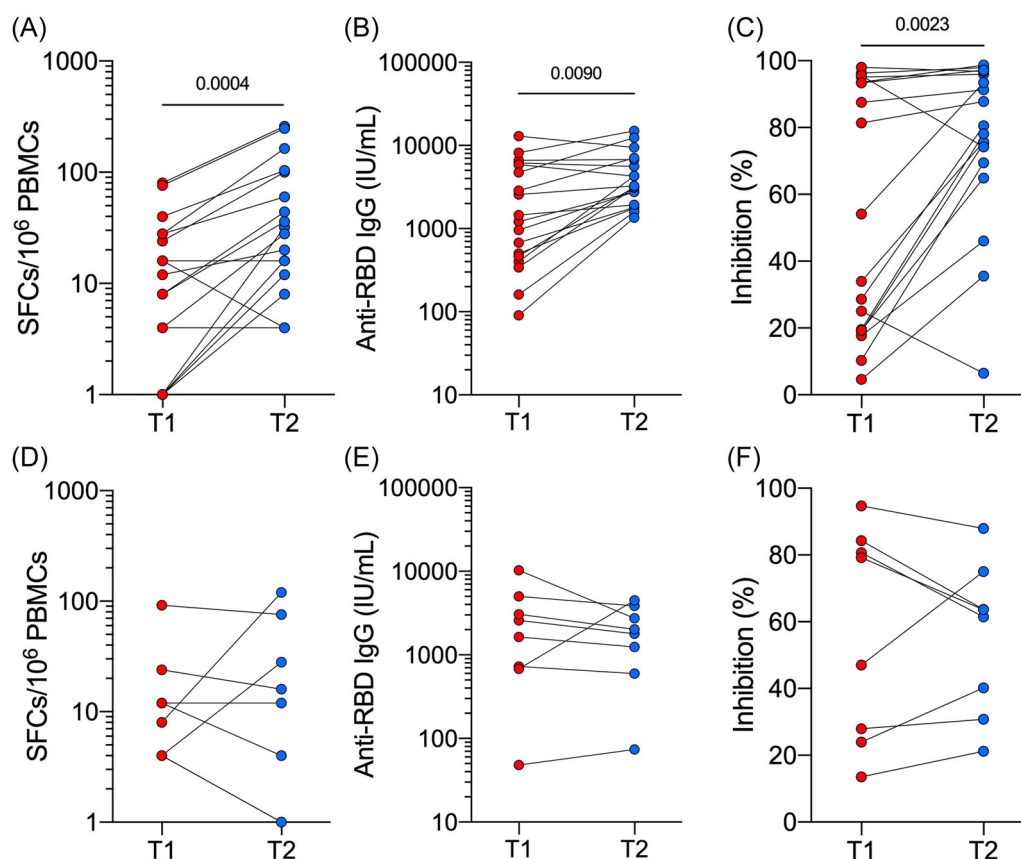 (A)
0.0004
SFCs/10⁶ PBMCs
1000
100
10
1
T1 T2
(B)
0.0090
Anti-RBD IgG (IU/mL)
100000
10000
1000
100
10
T1 T2
(C)
0.0023
Inhibition (%)
100
80
60
40
20
0
T1 T2
(D)
SFCs/10⁶ PBMCs
1000
100
10
1
T1 T2
(E)
Anti-RBD IgG (IU/mL)
100000
10000
1000
100
10
T1 T2
(F)
Inhibition (%)
100
80
60
40
20
0
T1 T2